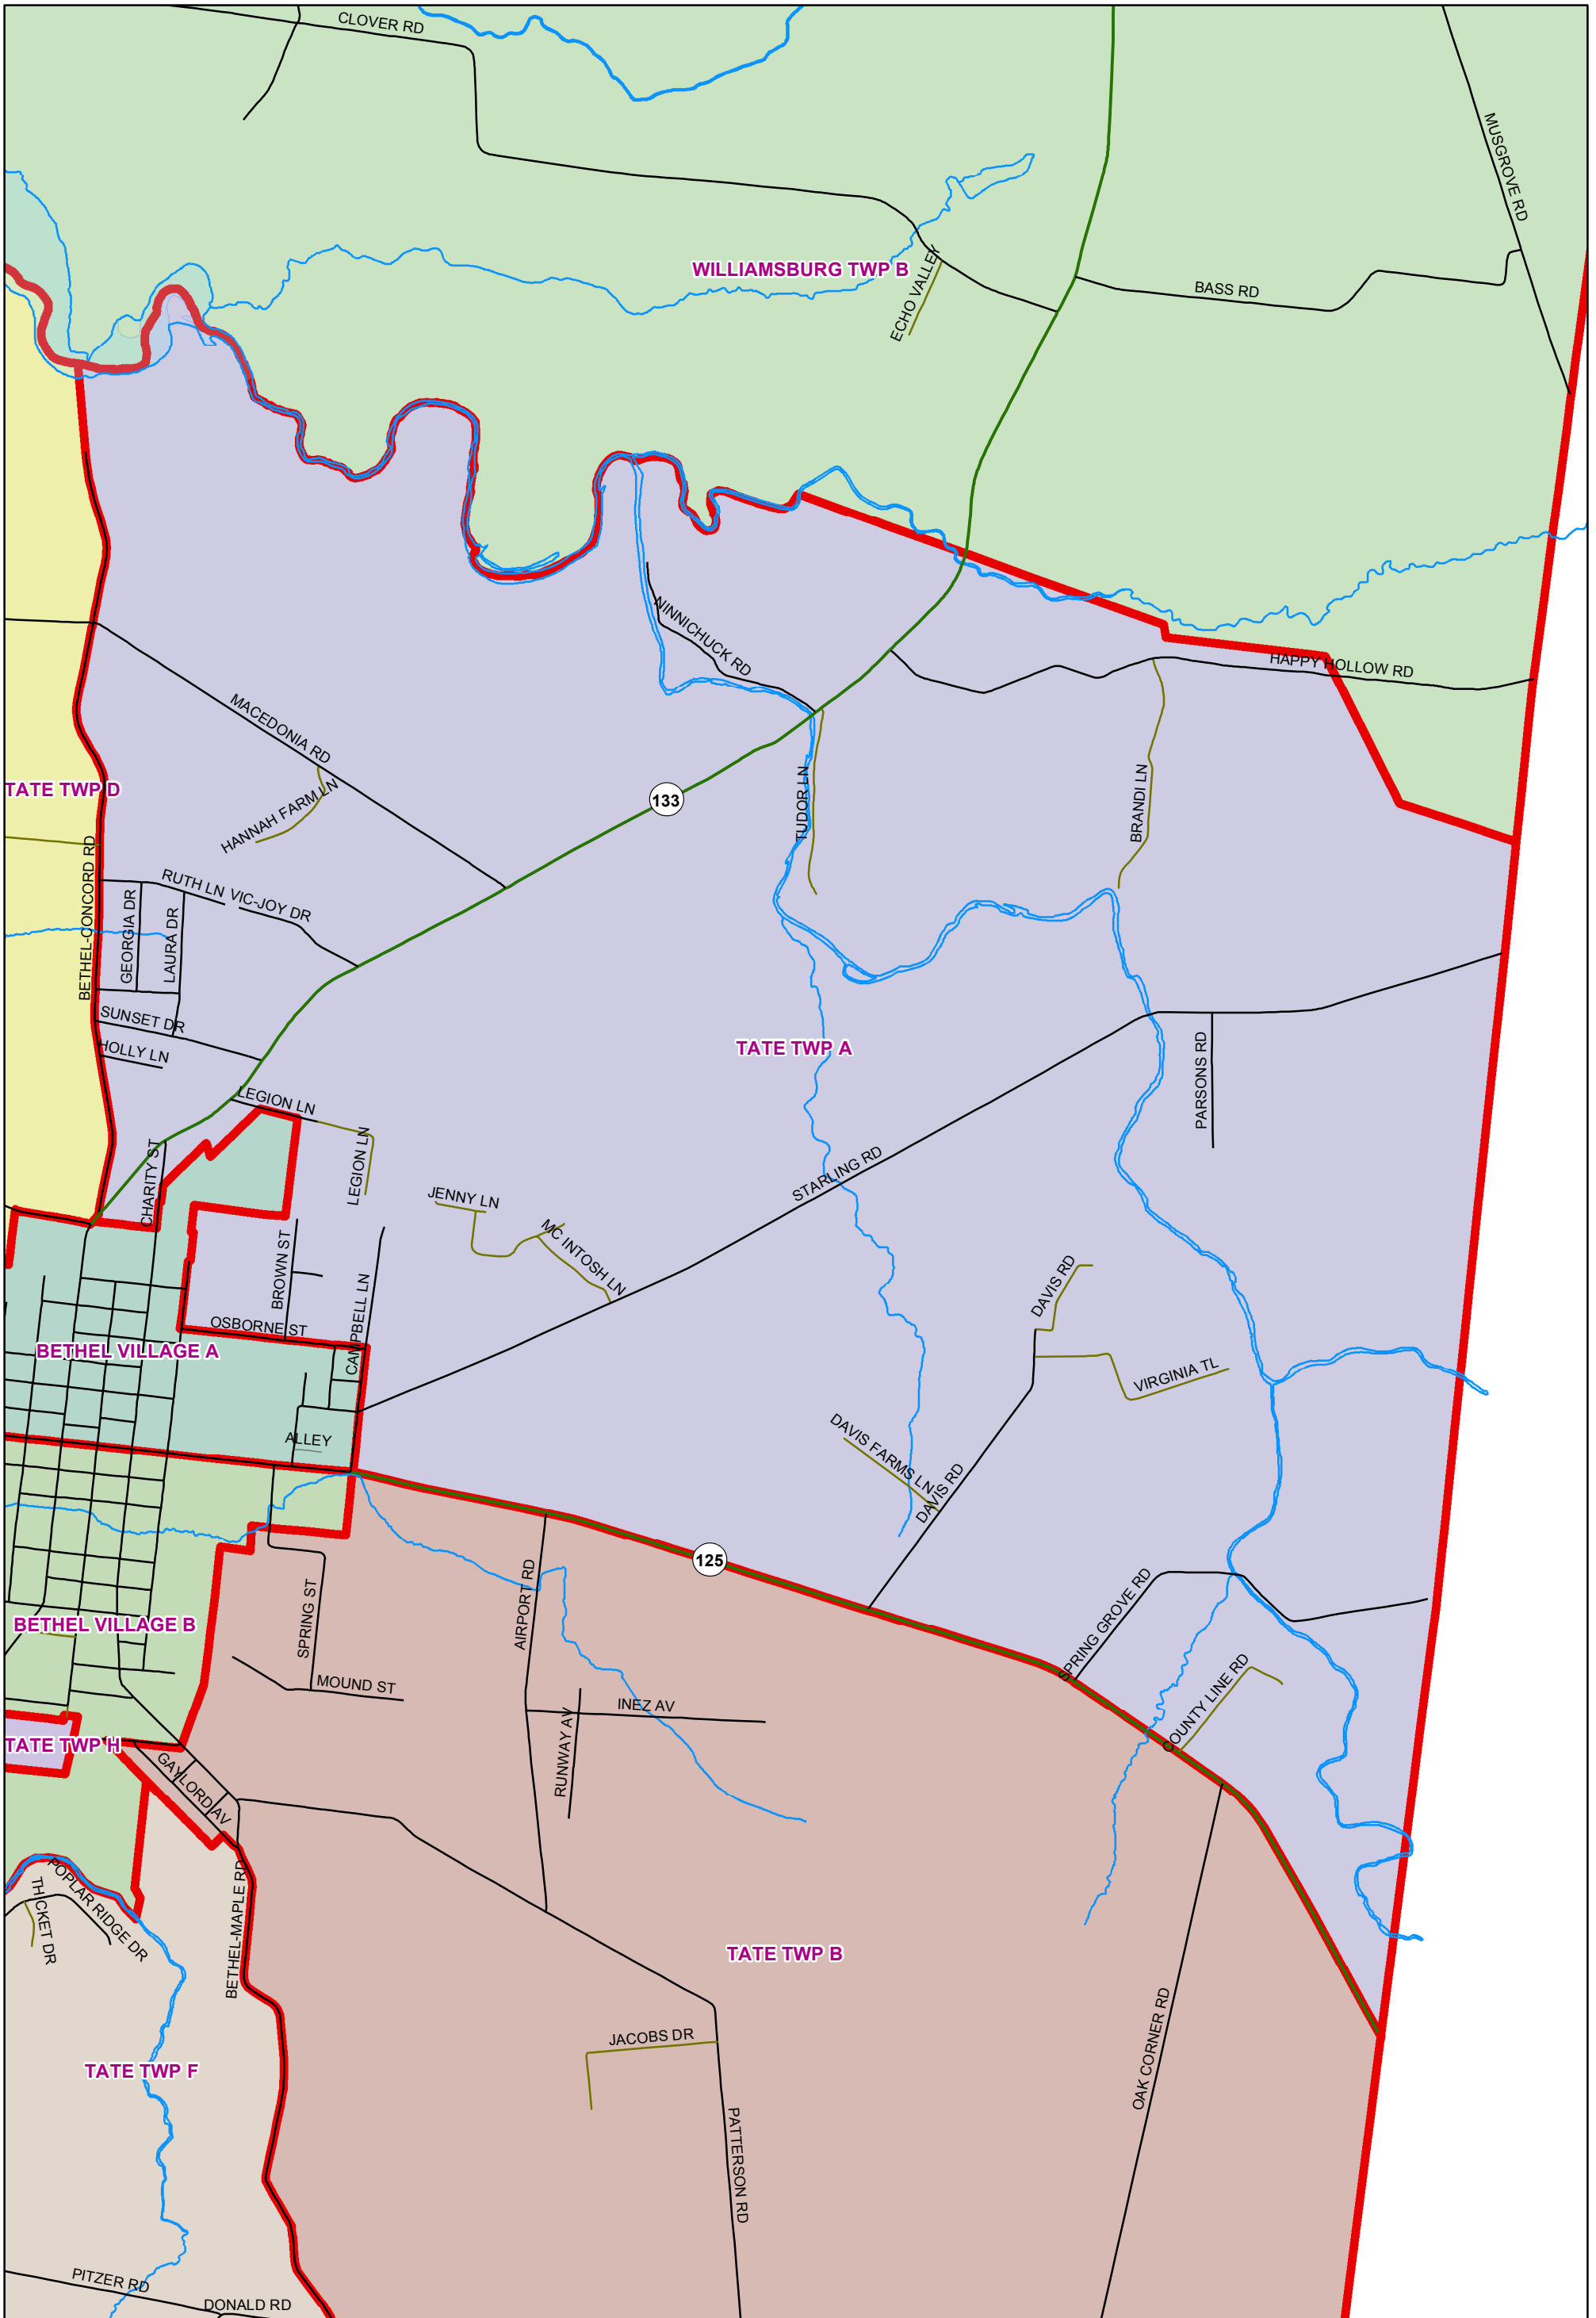 CLOVER RD
MUSGROVE RD
WILLIAMSBURG TWP B
ECHO VALLEY
BASS RD
NINNICHUCK RD
HAPPY HOLLOW RD
MACEDONIA RD
TATE TWP D
HANNAH FARM LN
133
TUDOR LN
BRANDI LN
BETHEL-CONCORD RD
RUTH LN
VIC-JOY DR
GEORGIA DR
LAURA DR
SUNSET DR
HOLLY LN
TATE TWP A
PARSONS RD
LEGION LN
CHARITY ST
LEGION LN
JENNY LN
STARLING RD
MC INTOSH LN
BROWN ST
CAMPBELL LN
DAVIS RD
OSBORNE ST
BETHEL VILLAGE A
VIRGINIA TL
ALLEY
DAVIS FARMS LN
DAVIS RD
125
AIRPORT RD
SPRING ST
SPRING GROVE RD
BETHEL VILLAGE B
MOUND ST
INEZ AV
COUNTY LINE RD
RUNWAY AV
TATE TWP H
GAYLORD AV
POPLAR RIDGE DR
THICKET DR
BETHEL-MAPLE RD
TATE TWP B
OAK CORNER RD
JACOBS DR
TATE TWP F
PATTERSON RD
PITZER RD
DONALD RD